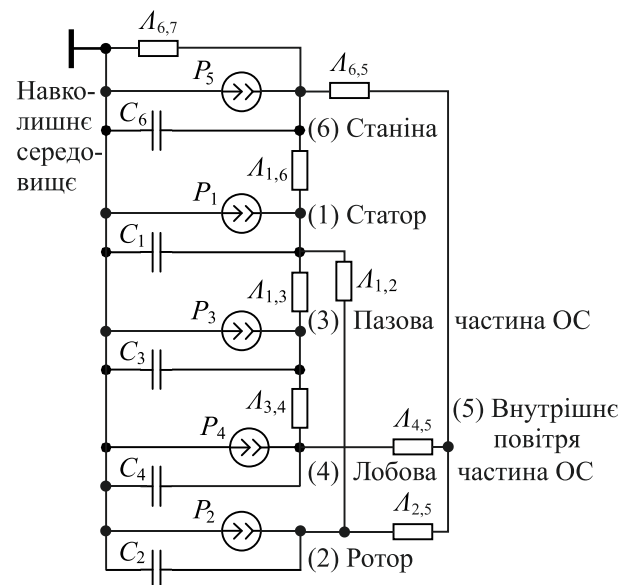 Λ6,7
P5
Λ6,5
Навко-
лишнє
середо-
вище
C6
(6) Станіна
Λ1,6
P1
(1) Статор
C1
Λ1,2
Λ1,3
P3
(3) Пазова частина ОС
C3
Λ3,4
(5) Внутрішнє
повітря
Λ4,5
P4
C4
(4) Лобова частина ОС
P2
Λ2,5
C2
(2) Ротор